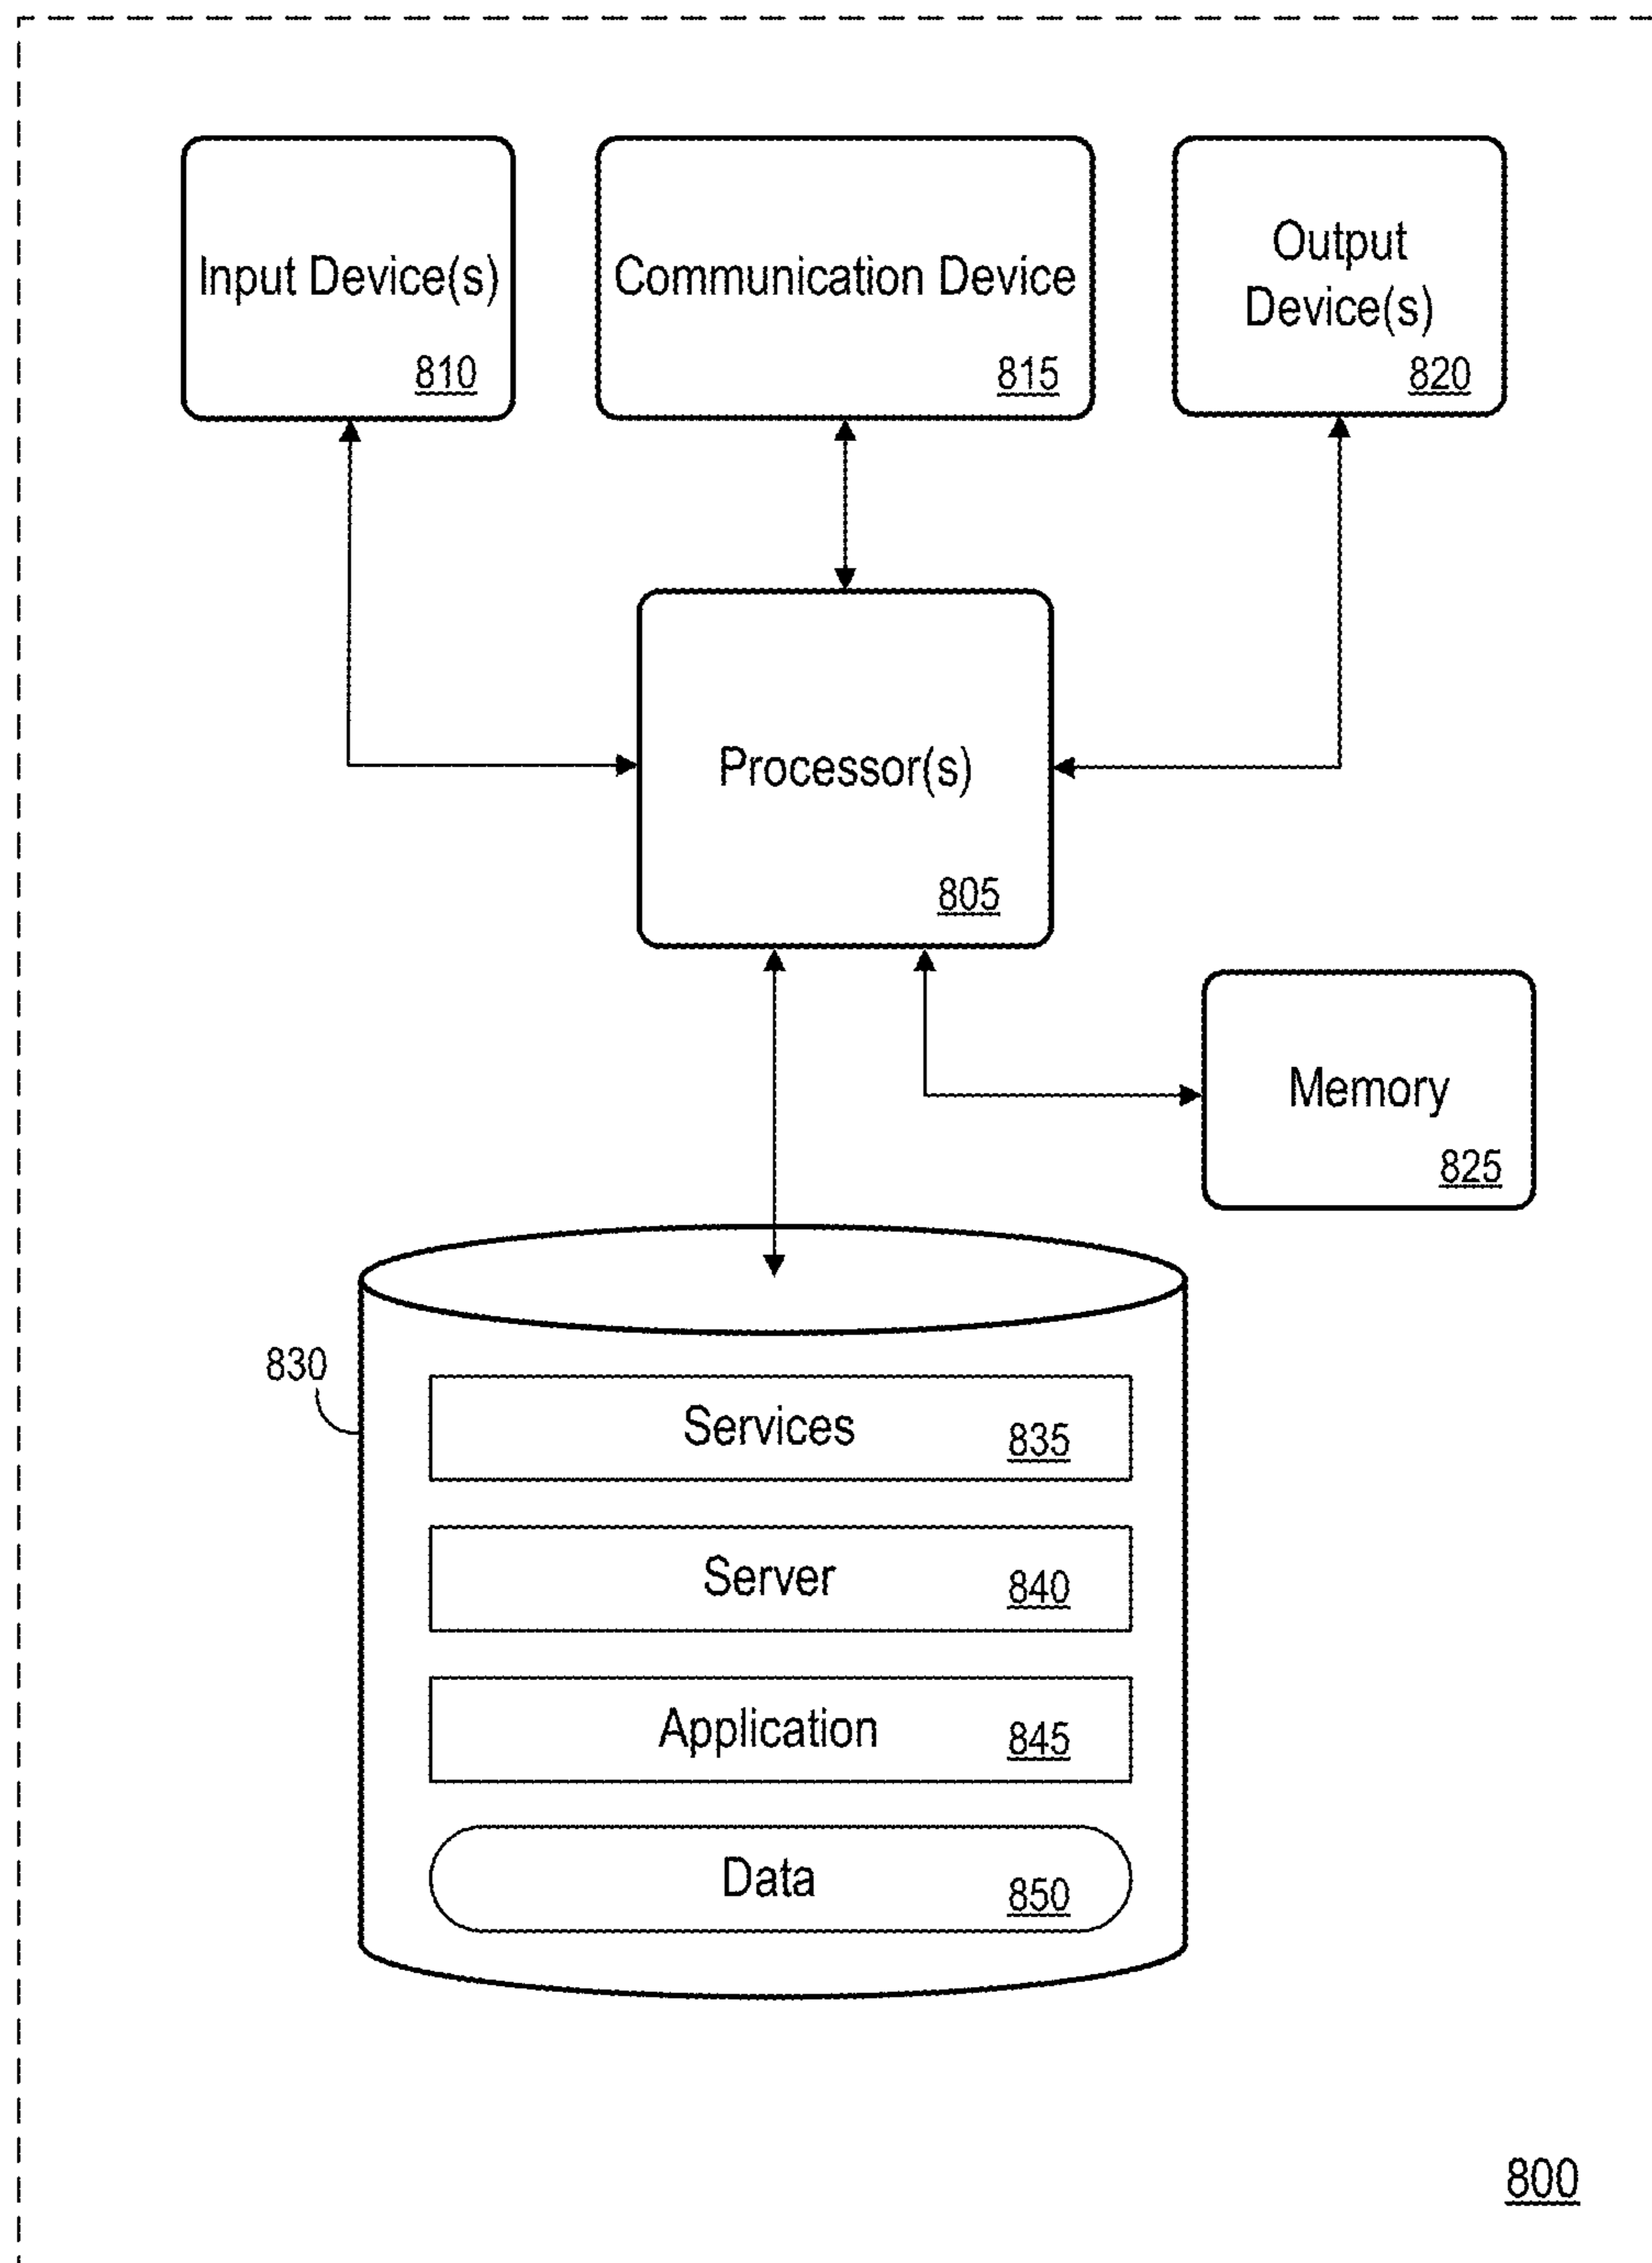 Input Device(s)
810
Communication Device
815
Output
Device(s)
820
Processor(s)
805
Memory
825
830
Services 835
Server 840
Application 845
Data 850
800